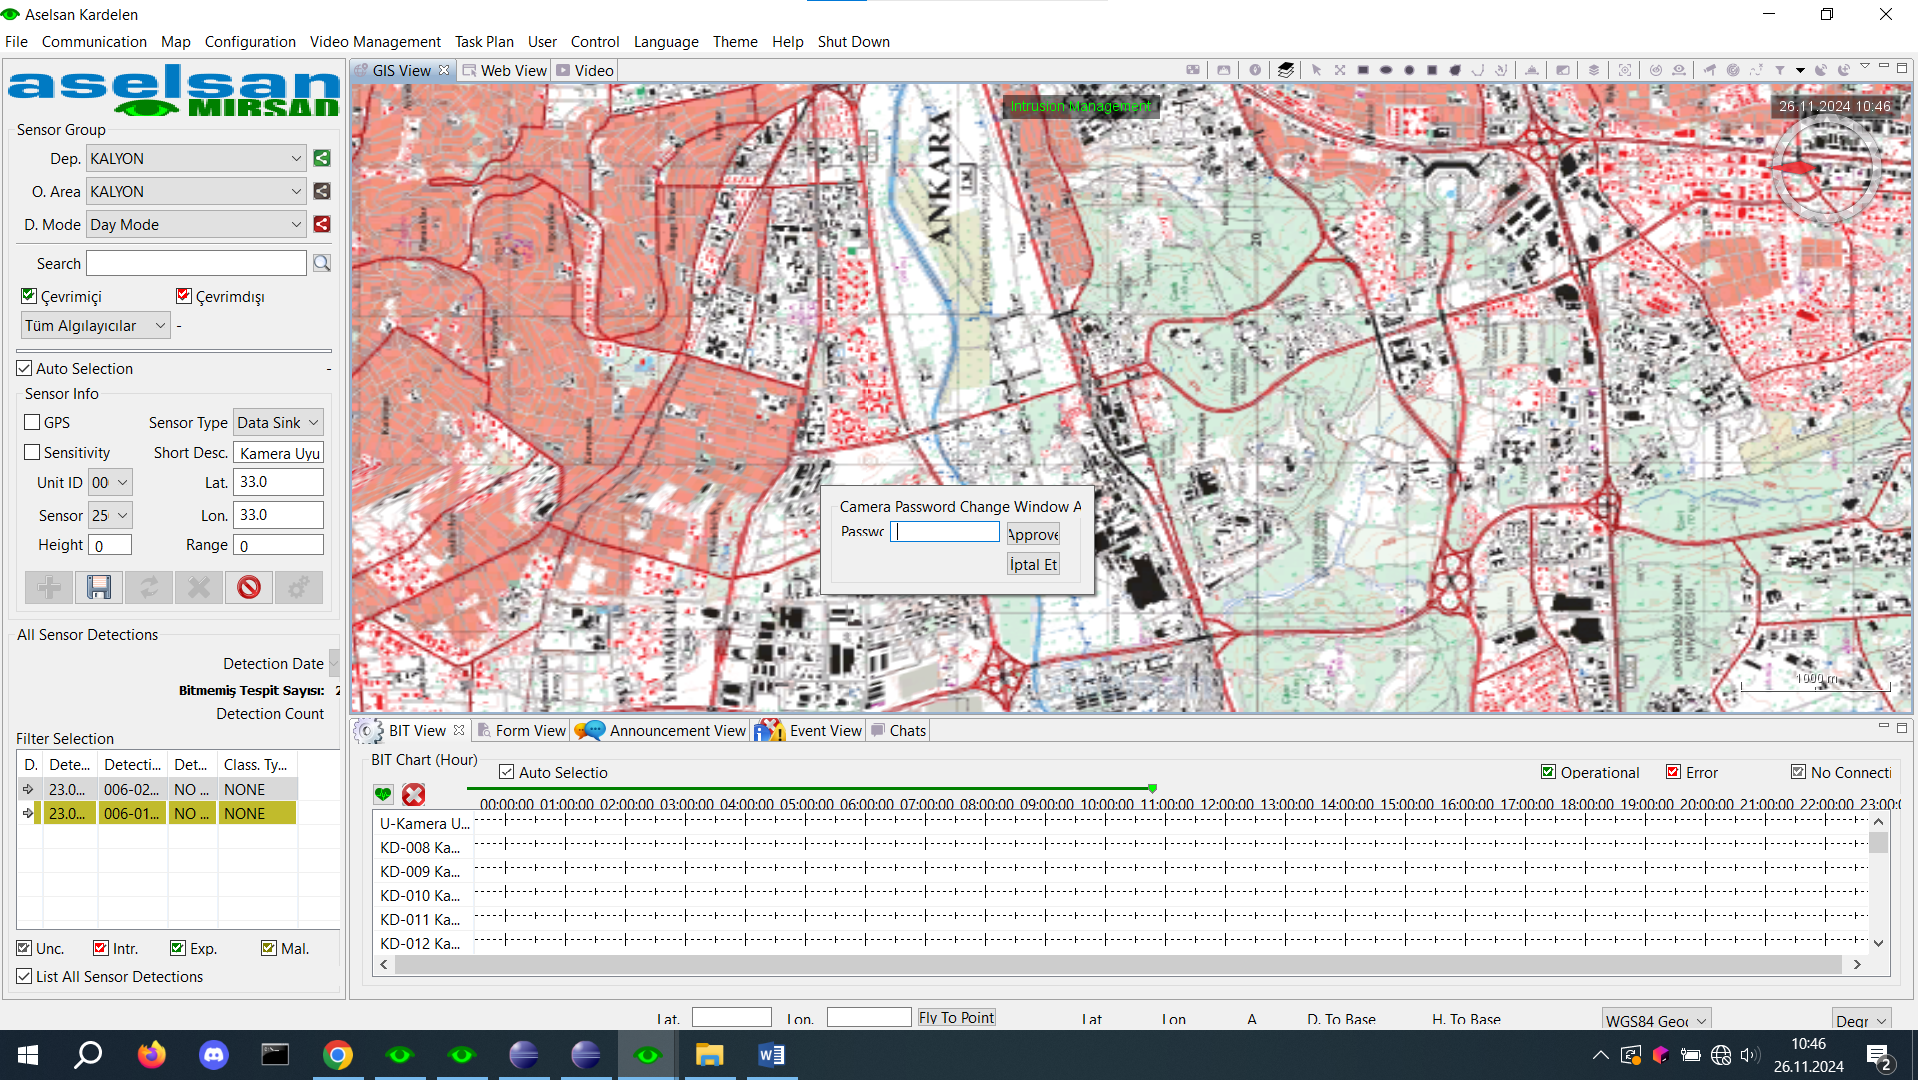 Aselsan Kardelen
File Communication Map Configuration Video Management Task Plan User Control Language Theme Help Shut Down
aselsan
MIRSAD
Sensor Group
Dep. KALYON
O. Area KALYON
D. Mode Day Mode
Search
Çevrimiçi Çevrimdışı
Tüm Algılayıcılar -
Auto Selection -
Sensor Info
GPS Sensor Type Data Sink
Sensitivity Short Desc. Kamera Uyu
Unit ID 00 Lat. 33.0
Sensor 25 Lon. 33.0
Height 0 Range 0
All Sensor Detections
Detection Date
Bitmemiş Tespit Sayısı: 2
Detection Count
Filter Selection
D. Dete... Detecti... Det... Class. Ty...
23.0... 006-02... NO ... NONE
23.0... 006-01... NO ... NONE
Unc. Intr. Exp. Mal.
List All Sensor Detections
GIS View Web View Video
Intrusion Management
26.11.2024 10:46
ANKARA
YENİMAHALLE
20
19
1000 m
Camera Password Change Window A
Passwc Approve
İptal Et
BIT View Form View Announcement View Event View Chats
BIT Chart (Hour)
Auto Selectio Operational Error No Connecti
00:00:00 01:00:00 02:00:00 03:00:00 04:00:00 05:00:00 06:00:00 07:00:00 08:00:00 09:00:00 10:00:00 11:00:00 12:00:00 13:00:00 14:00:00 15:00:00 16:00:00 17:00:00 18:00:00 19:00:00 20:00:00 21:00:00 22:00:00 23:00:0
U-Kamera U...
KD-008 Ka...
KD-009 Ka...
KD-010 Ka...
KD-011 Ka...
KD-012 Ka...
Lat. Lon. Fly To Point Lat Lon A D. To Base H. To Base WGS84 Geoc Degr
10:46
26.11.2024
2